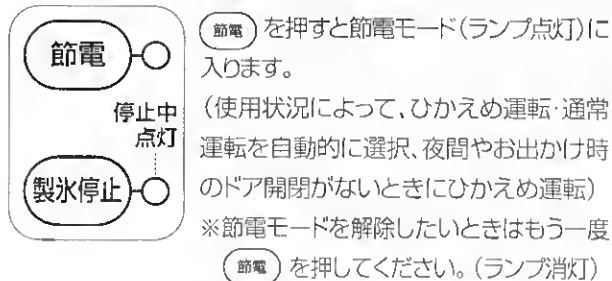 節電
停止中
点灯
製氷停止
節電 を押すと節電モード(ランプ点灯)に
入ります。
(使用状況によって、ひかえめ運転・通常
運転を自動的に選択、夜間やお出かけ時
のドア開閉がないときにひかえめ運転)
※節電モードを解除したいときはもう一度
節電 を押してください。(ランプ消灯)